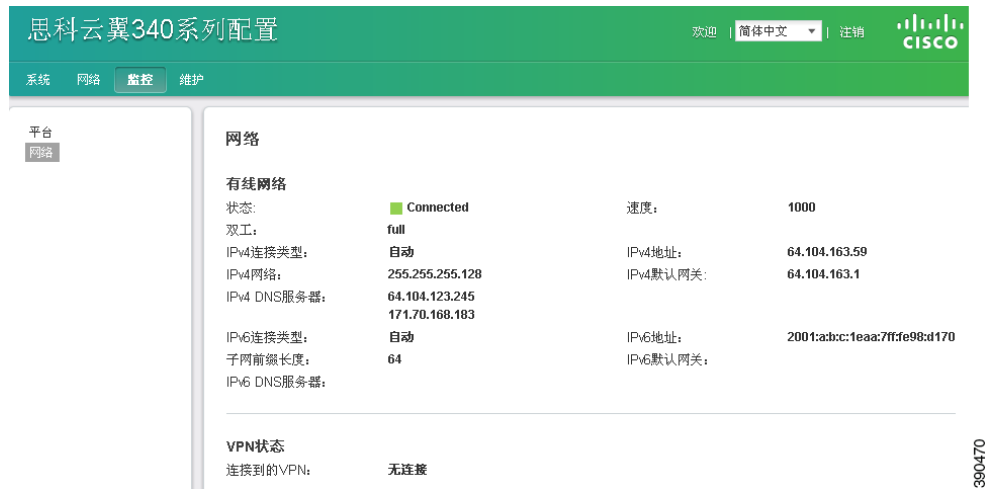 思科云翼340系列配置
欢迎 | 简体中文 | 注销
CISCO
系统 网络 监控 维护
平台
网络
网络
有线网络
状态: Connected 速度： 1000
双工： full
IPv4连接类型： 自动 IPv4地址： 64.104.163.59
IPv4网络： 255.255.255.128 IPv4默认网关: 64.104.163.1
IPv4 DNS服务器： 64.104.123.245
171.70.168.183
IPv6连接类型： 自动 IPv6地址： 2001:a:b:c:1eaa:7ff:fe98:d170
子网前缀长度： 64 IPv6默认网关：
IPv6 DNS服务器：
VPN状态
连接到的VPN： 无连接
390470